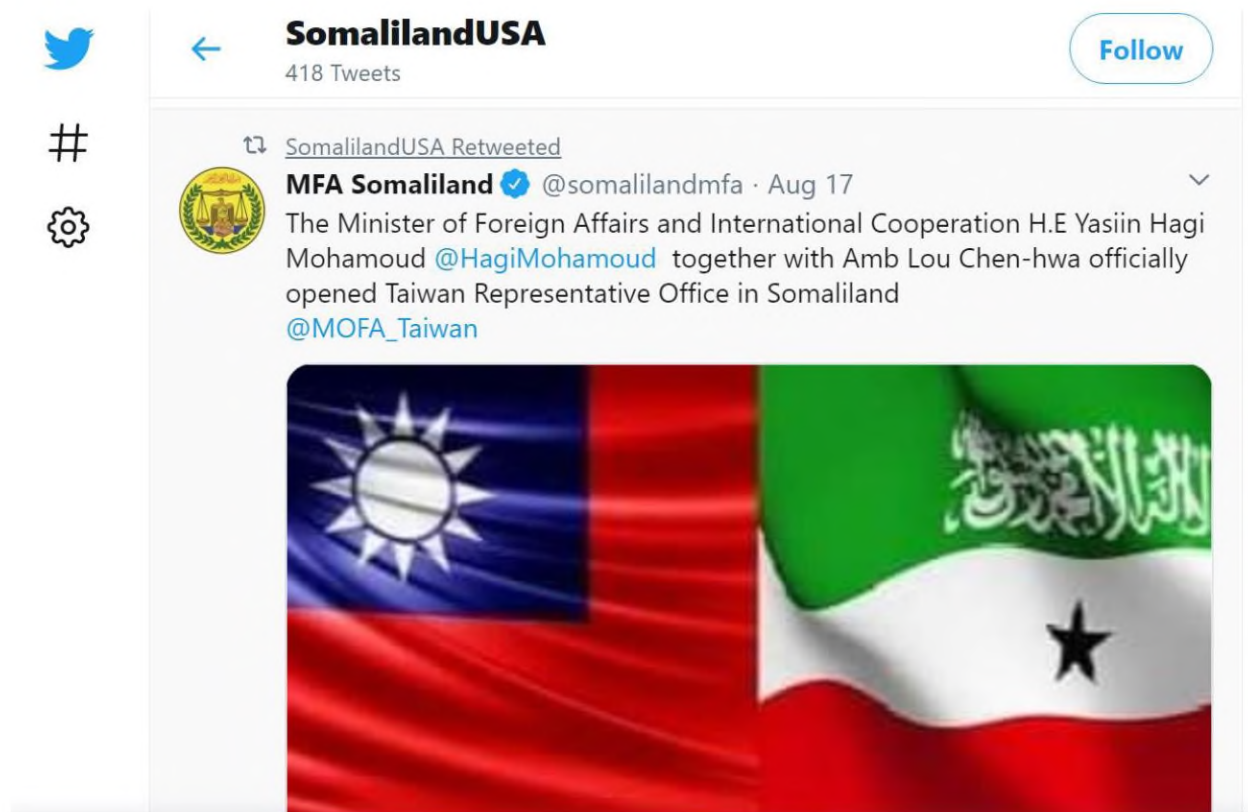 SomalilandUSA
418 Tweets
Follow
SomalilandUSA Retweeted
MFA Somaliland @somalilandmfa · Aug 17
The Minister of Foreign Affairs and International Cooperation H.E Yasiin Hagi
Mohamoud @HagiMohamoud together with Amb Lou Chen-hwa officially
opened Taiwan Representative Office in Somaliland
@MOFA_Taiwan